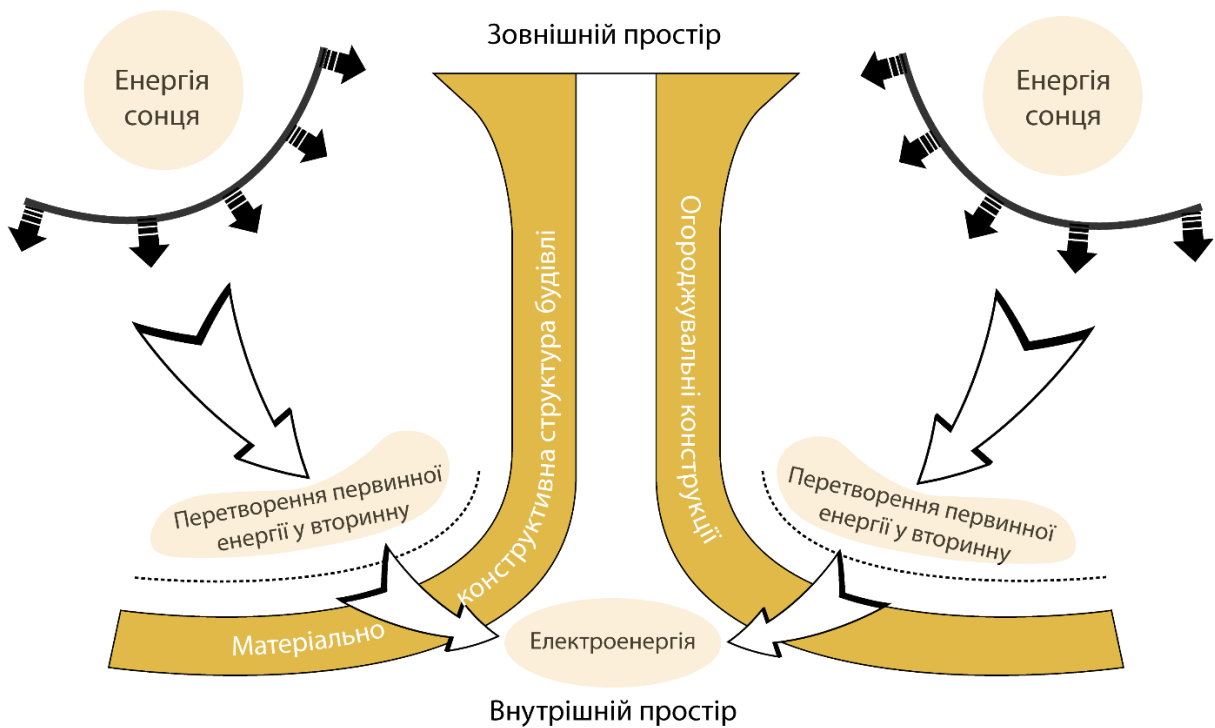 Зовнішній простір
Енергія
сонця
Енергія
сонця
Матеріально конструктивна структура будівлі
Огороджувальні конструкції
Перетворення первинної
енергії у вторинну
Перетворення первинної
енергії у вторинну
Електроенергія
Внутрішній простір